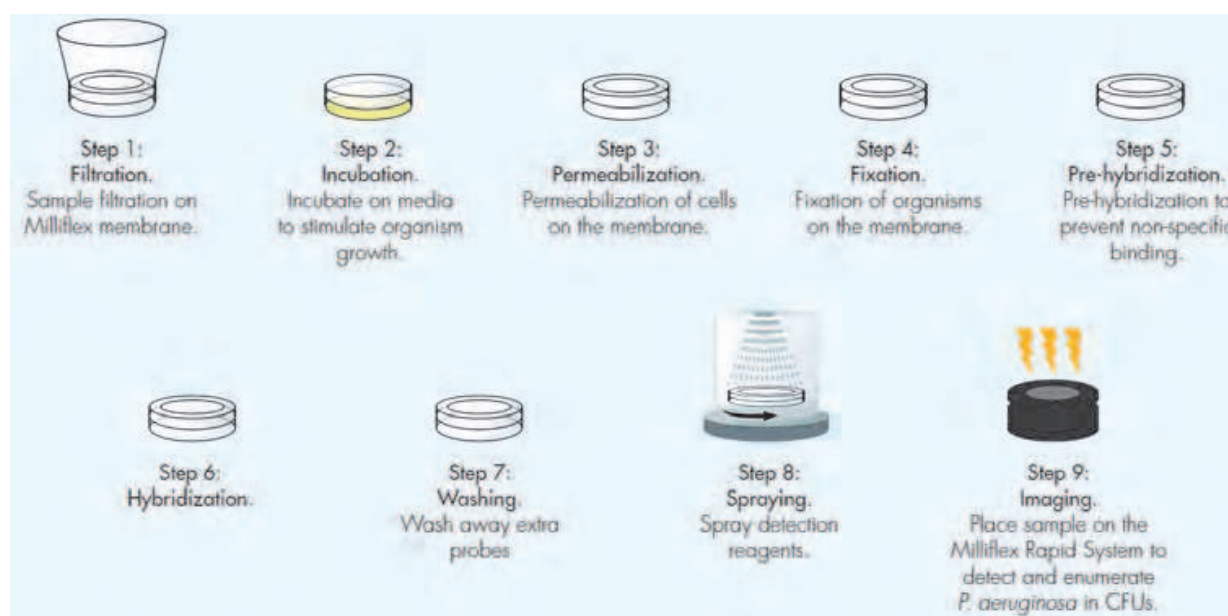 Step 1:
Filtration.
Sample filtration on
Milliflex membrane.
Step 2:
Incubation.
Incubate on media
to stimulate organism
growth.
Step 3:
Permeabilization.
Permeabilization of cells
on the membrane.
Step 4:
Fixation.
Fixation of organisms
on the membrane.
Step 5:
Pre-hybridization.
Pre-hybridization to
prevent non-specific
binding.
Step 6:
Hybridization.
Step 7:
Washing.
Wash away extra
probes
Step 8:
Spraying.
Spray detection
reagents.
Step 9:
Imaging.
Place sample on the
Milliflex Rapid System to
detect and enumerate
P. aeruginosa in CFUs.